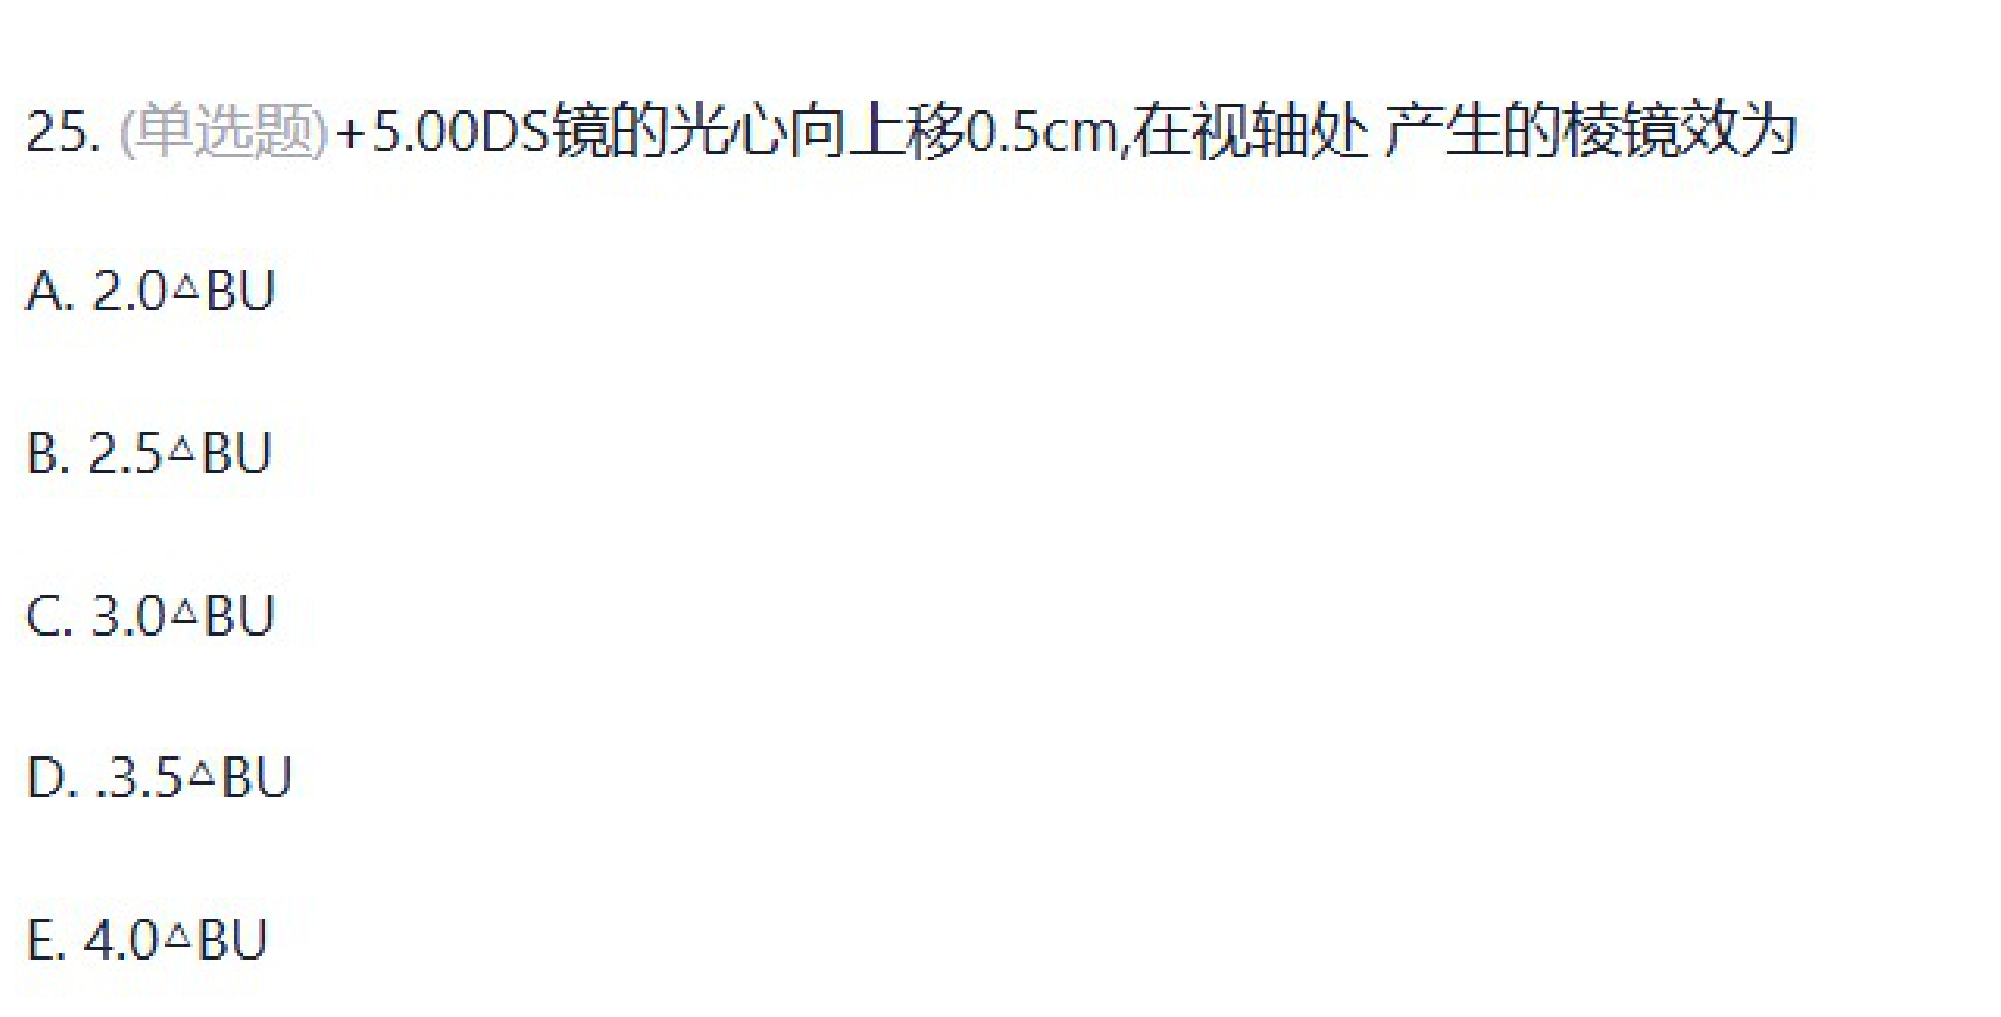 25. (单选题)+5.00DS镜的光心向上移0.5cm,在视轴处 产生的棱镜效为
A. 2.0△BU
B. 2.5△BU
C. 3.0△BU
D. .3.5△BU
E. 4.0△BU